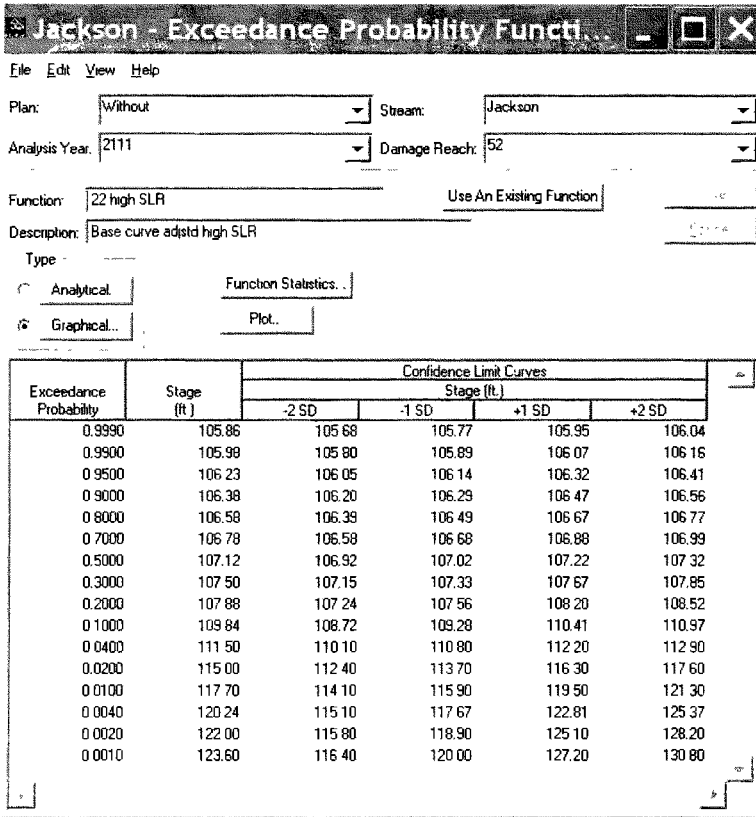 Jackson - Exceedance Probability Functi...
File Edit View Help
Plan: Without Stream: Jackson
Analysis Year. 2111 Damage Reach: 52
Function: 22 high SLR Use An Existing Function
Description: Base curve adjstd high SLR
Type
Analytical. Function Statistics. .
Graphical... Plot..
Confidence Limit Curves
Exceedance Stage Stage (ft.)
Probability (ft) -2 SD -1 SD +1 SD +2 SD
0.9990 105.86 105 68 105.77 105.95 106.04
0.9900 105.98 105 80 105.89 106 07 106 16
0 9500 106 23 106 05 106 14 106.32 106.41
0 9000 106.38 106.20 106.29 106 47 106.56
0 8000 106.58 106.39 106 49 106 67 106 77
0 7000 106 78 106.58 106 68 106.88 106.99
0.5000 107.12 106.92 107.02 107.22 107 32
0.3000 107 50 107.15 107.33 107 67 107.85
0.2000 107 88 107 24 107 56 108 20 108.52
0 1000 109 84 108.72 109.28 110.41 110.97
0 0400 111 50 110 10 110 80 112 20 112 90
0.0200 115 00 112 40 113 70 116 30 117 60
0 0100 117 70 114 10 115 90 119 50 121 30
0 0040 120 24 115 10 117 67 122.81 125 37
0 0020 122 00 115 80 118.90 125 10 128.20
0 0010 123.60 116 40 120 00 127.20 130 80